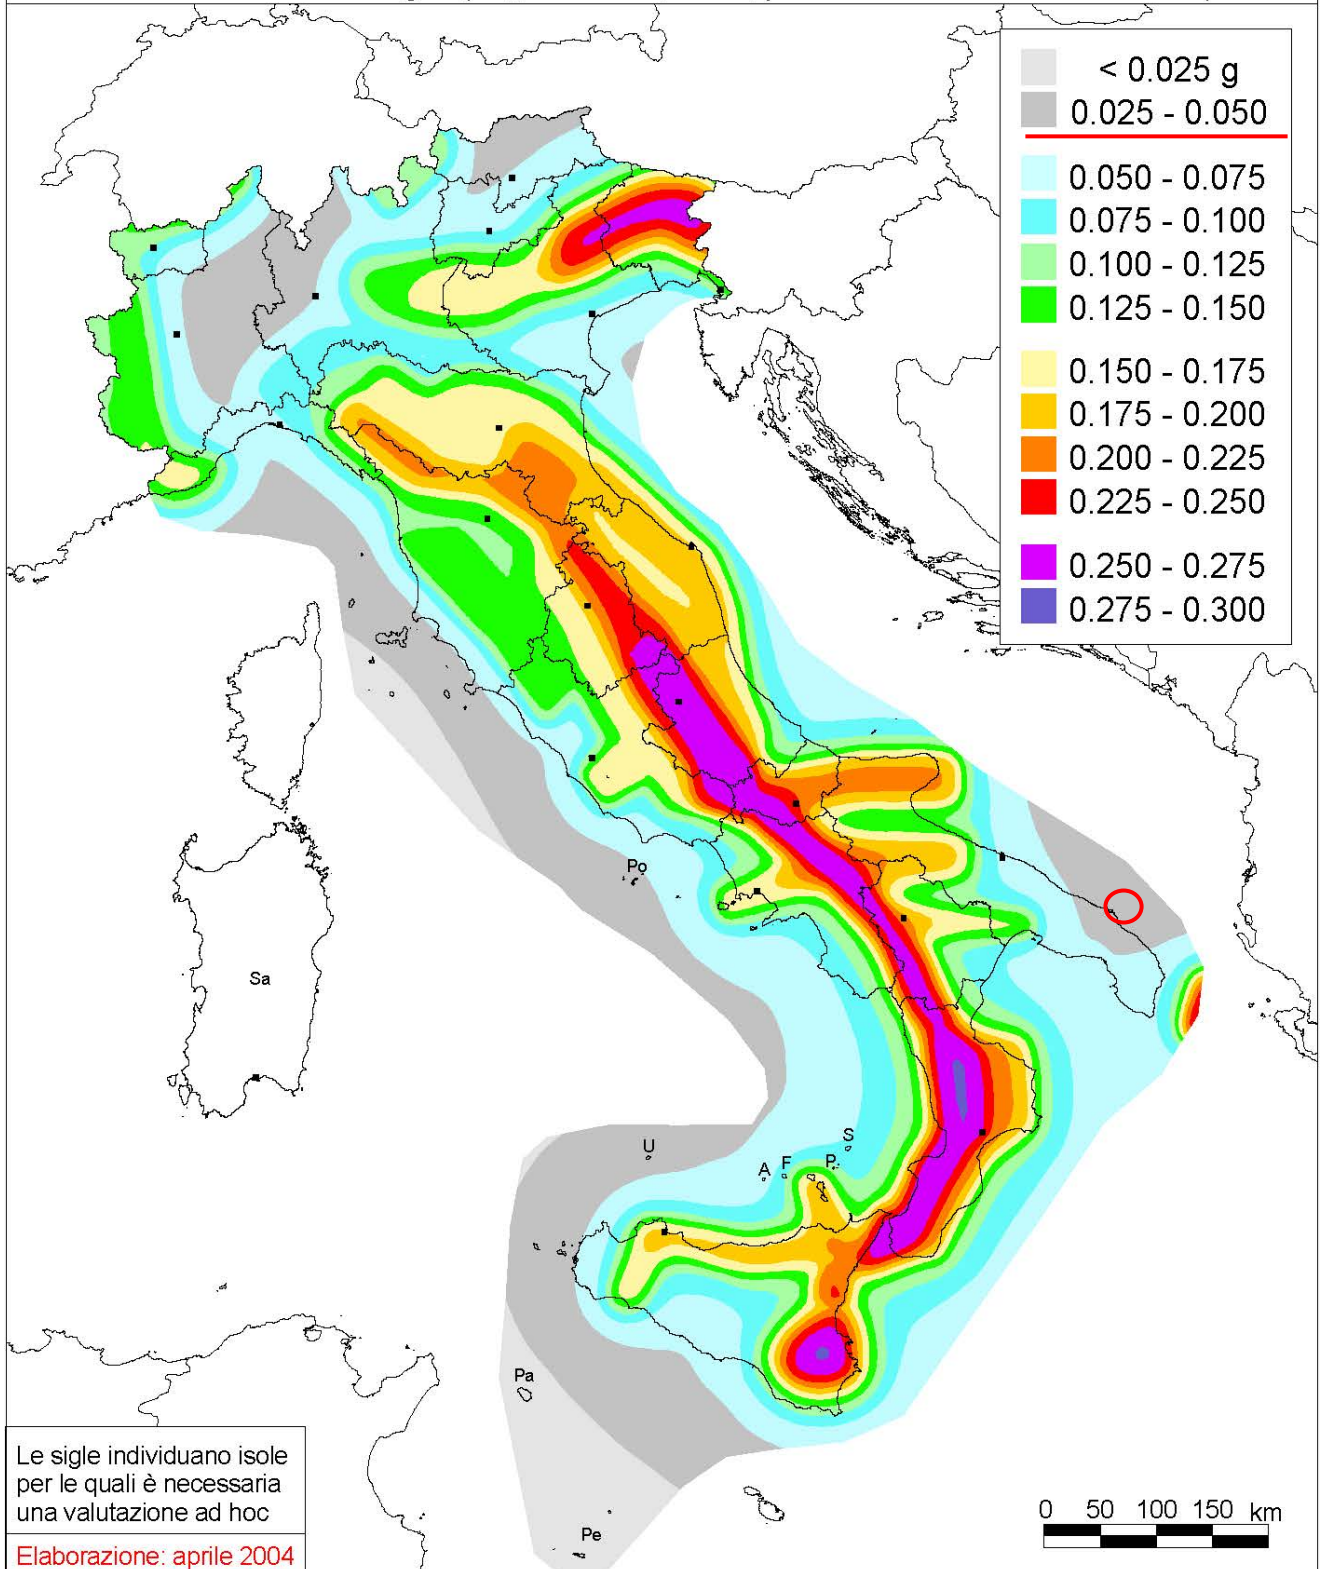 < 0.025 g
0.025 - 0.050
0.050 - 0.075
0.075 - 0.100
0.100 - 0.125
0.125 - 0.150
0.150 - 0.175
0.175 - 0.200
0.200 - 0.225
0.225 - 0.250
0.250 - 0.275
0.275 - 0.300
Po
Sa
U
A
F
P
S
Pa
Pe
Le sigle individuano isole
per le quali è necessaria
una valutazione ad hoc
Elaborazione: aprile 2004
0 50 100 150 km